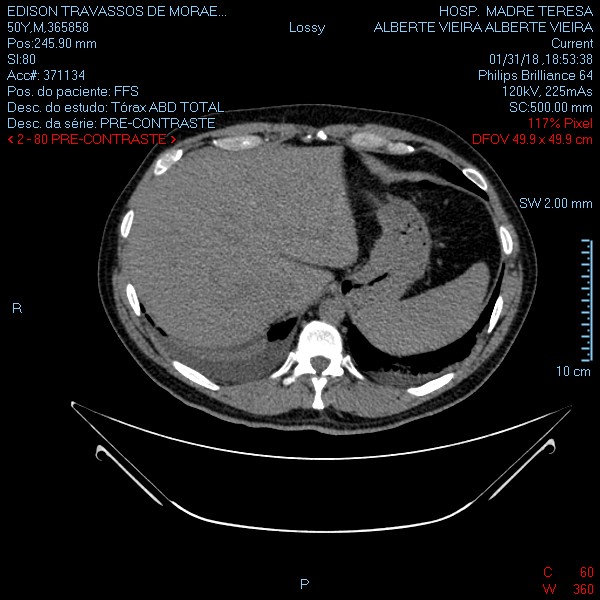 EDISON TRAVASSOS DE MORAE...
50Y,M,365858
Pos:245.90 mm
SI:80
Acc#: 371134
Pos. do paciente: FFS
Desc. do estudo: Tórax ABD TOTAL
Desc. da série: PRE-CONTRASTE
< 2 - 80 PRE-CONTRASTE >
Lossy
HOSP. MADRE TERESA
ALBERTE VIEIRA ALBERTE VIEIRA
Current
01/31/18 ,18:53:38
Philips Brilliance 64
120kV, 225mAs
SC:500.00 mm
117% Pixel
DFOV 49.9 x 49.9 cm
SW 2.00 mm
R
10 cm
P
C 60
W 360